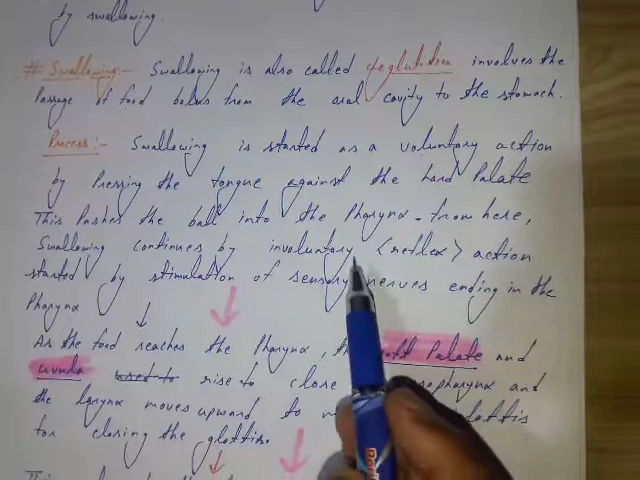 by swallowing.
# Swallowing:- Swallowing is also called deglutition involves the
Passage of food bolus from the oral cavity to the stomach.
Process:- Swallowing is started as a voluntary action
by Pressing the tongue against the hard Palate
This Pushes the ball into the Pharynx - from here,
Swallowing continues by involuntary <reflex> action
started by stimulation of sensory nerves ending in the
Pharynx
As the food reaches the Pharynx, the soft Palate and
uvula used to rise to close and
the larynx moves upward to
for closing the glottis.